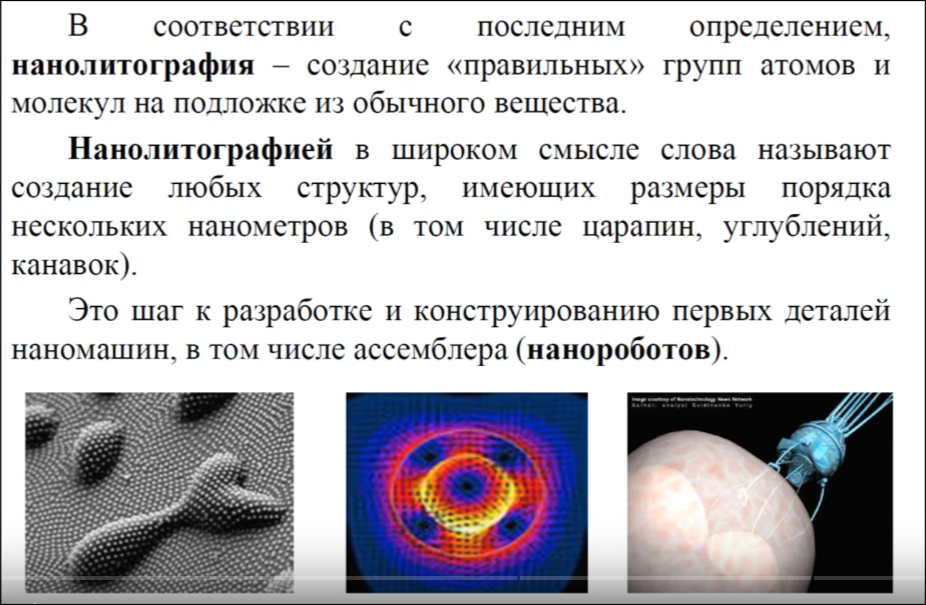 В соответствии с последним определением,
нанолитография – создание «правильных» групп атомов и
молекул на подложке из обычного вещества.
Нанолитографией в широком смысле слова называют
создание любых структур, имеющих размеры порядка
нескольких нанометров (в том числе царапин, углублений,
канавок).
Это шаг к разработке и конструированию первых деталей
наномашин, в том числе ассемблера (нанороботов).
Image courtesy of Nanotechnology News Network
Author: analyst Svidinenko Yuriy